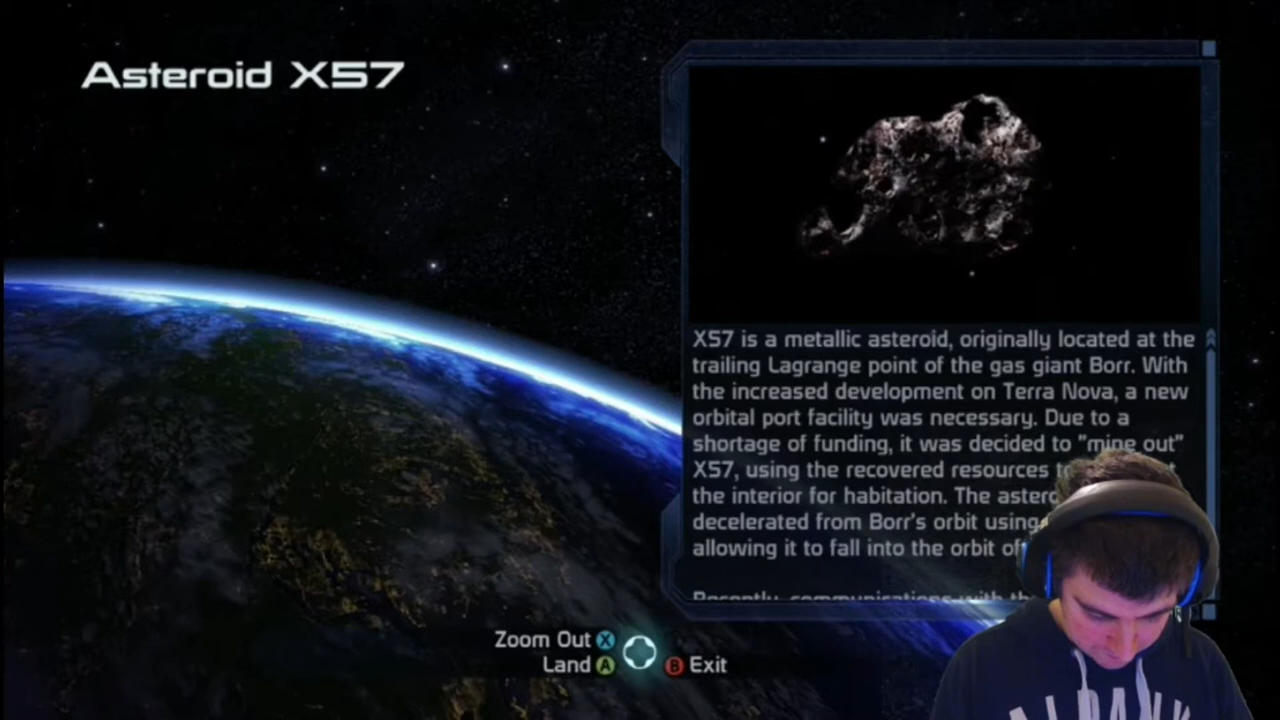 Asteroid X57
X57 is a metallic asteroid, originally located at the
trailing Lagrange point of the gas giant Borr. With
the increased development on Terra Nova, a new
orbital port facility was necessary. Due to a
shortage of funding, it was decided to "mine out"
X57, using the recovered resources
the interior for habitation. The
decelerated from Borr's orbit using
allowing it to fall into the orbit
Recently, communications with
Zoom Out X
Land A
B Exit